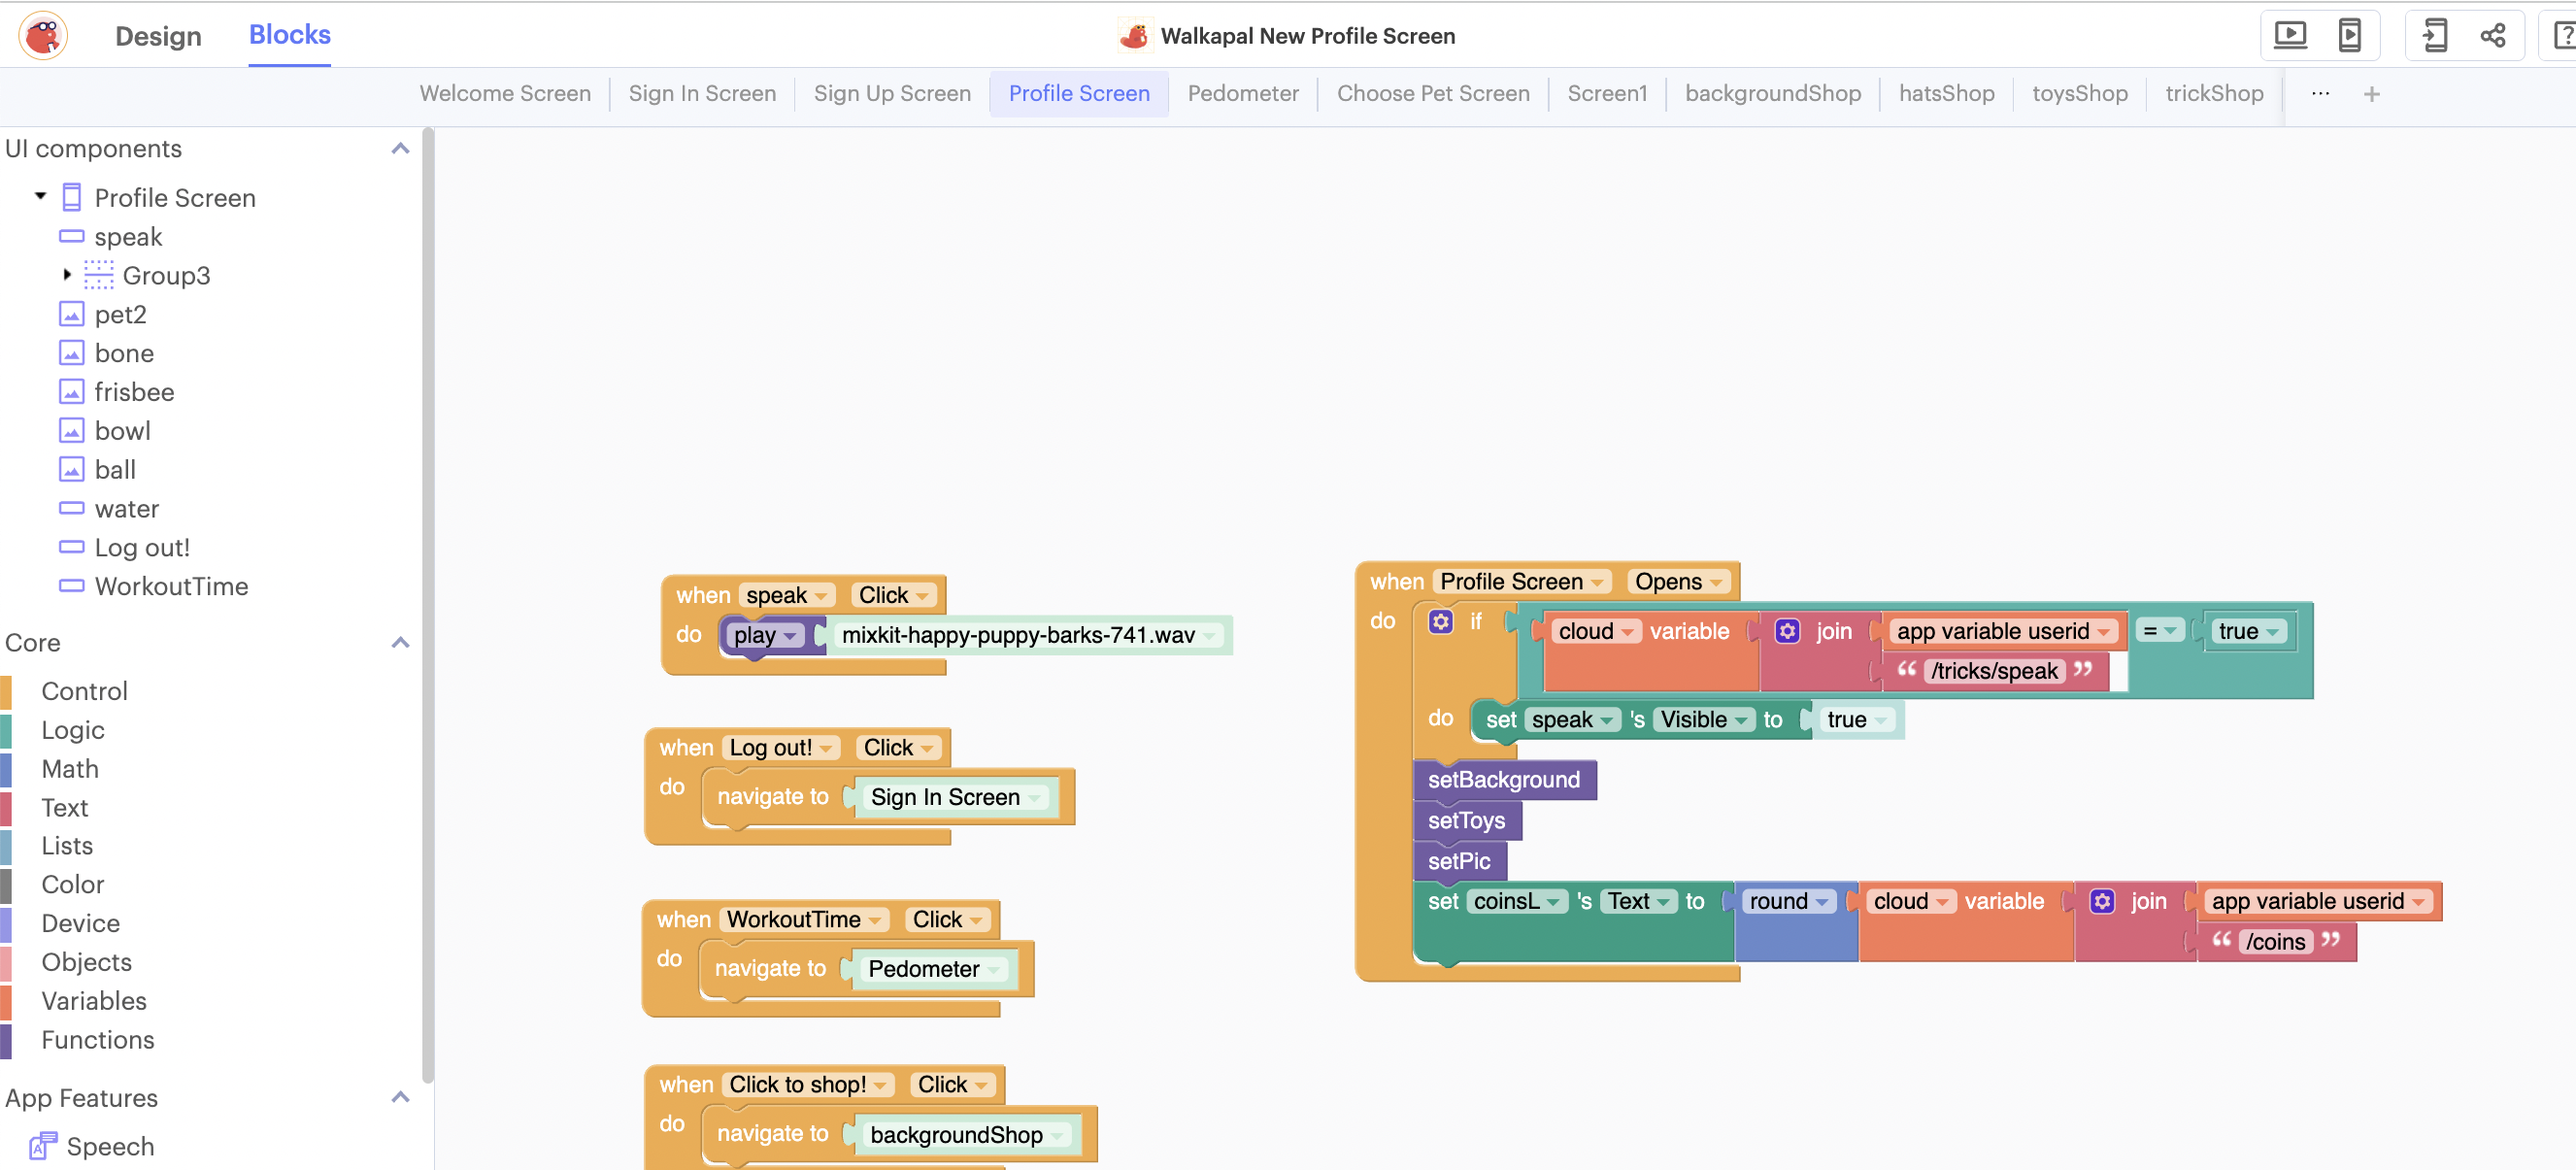 Design Blocks Walkapal New Profile Screen ?
Welcome Screen Sign In Screen Sign Up Screen Profile Screen Pedometer Choose Pet Screen Screen1 backgroundShop hatsShop toysShop trickShop ... +
UI components
Profile Screen
speak
Group3
pet2
bone
frisbee
bowl
ball
water
Log out!
WorkoutTime
Core
Control
Logic
Math
Text
Lists
Color
Device
Objects
Variables
Functions
App Features
Speech
when speak Click
do play mixkit-happy-puppy-barks-741.wav
when Log out! Click
do navigate to Sign In Screen
when WorkoutTime Click
do navigate to Pedometer
when Click to shop! Click
do navigate to backgroundShop
when Profile Screen Opens
do if cloud variable join app variable userid = true
“ /tricks/speak ”
do set speak 's Visible to true
setBackground
setToys
setPic
set coinsL 's Text to round cloud variable join app variable userid
“ /coins ”